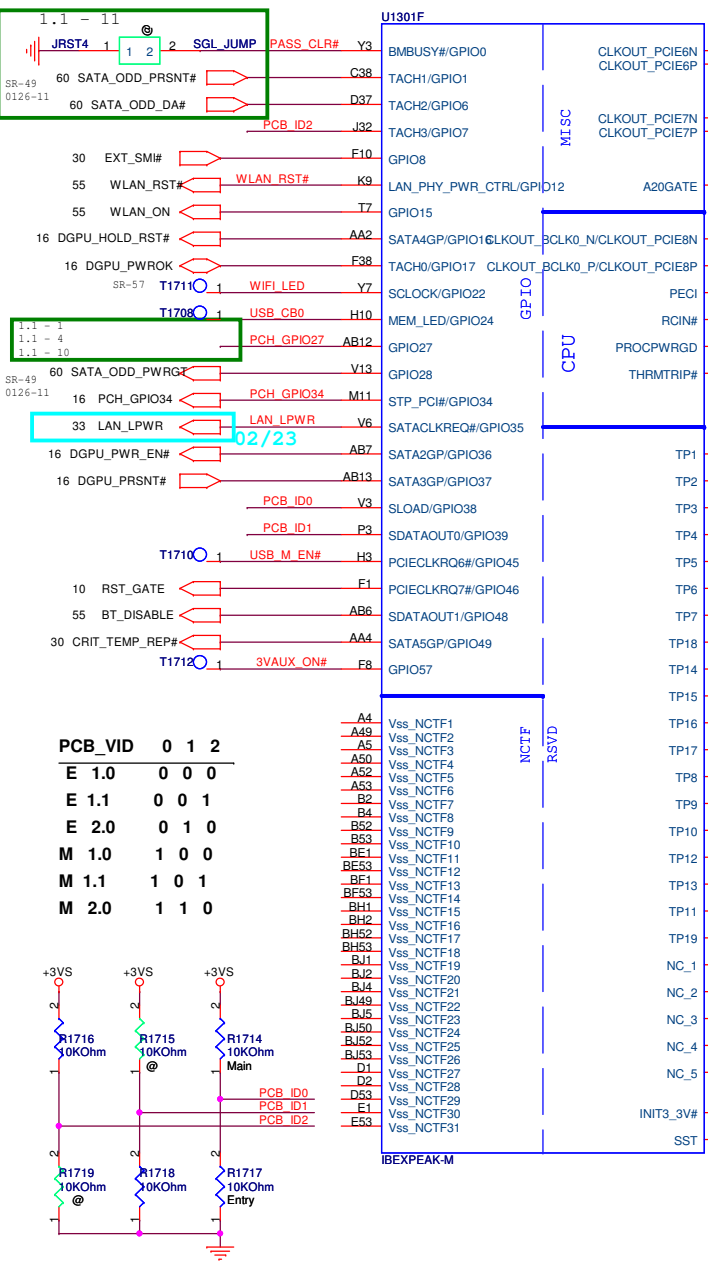 1.1 - 11
@
JRST4 1 1 2 2 SGL_JUMP PASS_CLR# Y3
SR-49
0126-11
60 SATA_ODD_PRSNT# C38
60 SATA_ODD_DA# D37
PCB_ID2 J32
30 EXT_SMI# F10
55 WLAN_RST# WLAN_RST# K9
55 WLAN_ON T7
16 DGPU_HOLD_RST# AA2
16 DGPU_PWROK F38
SR-57 T1711 1 WIFI_LED Y7
T1708 1 USB_CB0 H10
1.1 - 1
1.1 - 4
1.1 - 10
PCH_GPIO27 AB12
SR-49
0126-11
60 SATA_ODD_PWRGT V13
16 PCH_GPIO34 PCH_GPIO34 M11
33 LAN_LPWR LAN_LPWR V6
02/23
16 DGPU_PWR_EN# AB7
16 DGPU_PRSNT# AB13
PCB_ID0 V3
PCB_ID1 P3
T1710 1 USB_M_EN# H3
10 RST_GATE F1
55 BT_DISABLE AB6
30 CRIT_TEMP_REP# AA4
T1712 1 3VAUX_ON# F8
U1301F
BMBUSY#/GPIO0
TACH1/GPIO1
TACH2/GPIO6
TACH3/GPIO7
GPIO8
LAN_PHY_PWR_CTRL/GPIO12
GPIO15
SATA4GP/GPIO16
TACH0/GPIO17
SCLOCK/GPIO22
MEM_LED/GPIO24
GPIO27
GPIO28
STP_PCI#/GPIO34
SATACLKREQ#/GPIO35
SATA2GP/GPIO36
SATA3GP/GPIO37
SLOAD/GPIO38
SDATAOUT0/GPIO39
PCIECLKRQ6#/GPIO45
PCIECLKRQ7#/GPIO46
SDATAOUT1/GPIO48
SATA5GP/GPIO49
GPIO57
MISC
GPIO
CPU
NCTF
RSVD
CLKOUT_PCIE6N
CLKOUT_PCIE6P
CLKOUT_PCIE7N
CLKOUT_PCIE7P
A20GATE
CLKOUT_BCLK0_N/CLKOUT_PCIE8N
CLKOUT_BCLK0_P/CLKOUT_PCIE8P
PECI
RCIN#
PROCPWRGD
THRMTRIP#
TP1
TP2
TP3
TP4
TP5
TP6
TP7
TP18
TP14
TP15
TP16
TP17
TP8
TP9
TP10
TP12
TP13
TP11
TP19
NC_1
NC_2
NC_3
NC_4
NC_5
INIT3_3V#
SST
A4 Vss_NCTF1
A49 Vss_NCTF2
A5 Vss_NCTF3
A50 Vss_NCTF4
A52 Vss_NCTF5
A53 Vss_NCTF6
B2 Vss_NCTF7
B4 Vss_NCTF8
B52 Vss_NCTF9
B53 Vss_NCTF10
BE1 Vss_NCTF11
BE53 Vss_NCTF12
BF1 Vss_NCTF13
BF53 Vss_NCTF14
BH1 Vss_NCTF15
BH2 Vss_NCTF16
BH52 Vss_NCTF17
BH53 Vss_NCTF18
BJ1 Vss_NCTF19
BJ2 Vss_NCTF20
BJ4 Vss_NCTF21
BJ49 Vss_NCTF22
BJ5 Vss_NCTF23
BJ50 Vss_NCTF24
BJ52 Vss_NCTF25
BJ53 Vss_NCTF26
D1 Vss_NCTF27
D2 Vss_NCTF28
D53 Vss_NCTF29
E1 Vss_NCTF30
E53 Vss_NCTF31
IBEXPEAK-M
PCB_VID 0 1 2
E 1.0 0 0 0
E 1.1 0 0 1
E 2.0 0 1 0
M 1.0 1 0 0
M 1.1 1 0 1
M 2.0 1 1 0
+3VS +3VS +3VS
2 2 2
R1716 R1715 R1714
10KOhm 10KOhm 10KOhm
@ Main
1 1 1
PCB_ID0
PCB_ID1
PCB_ID2
2 2 2
R1719 R1718 R1717
10KOhm 10KOhm 10KOhm
@ Entry
1 1 1